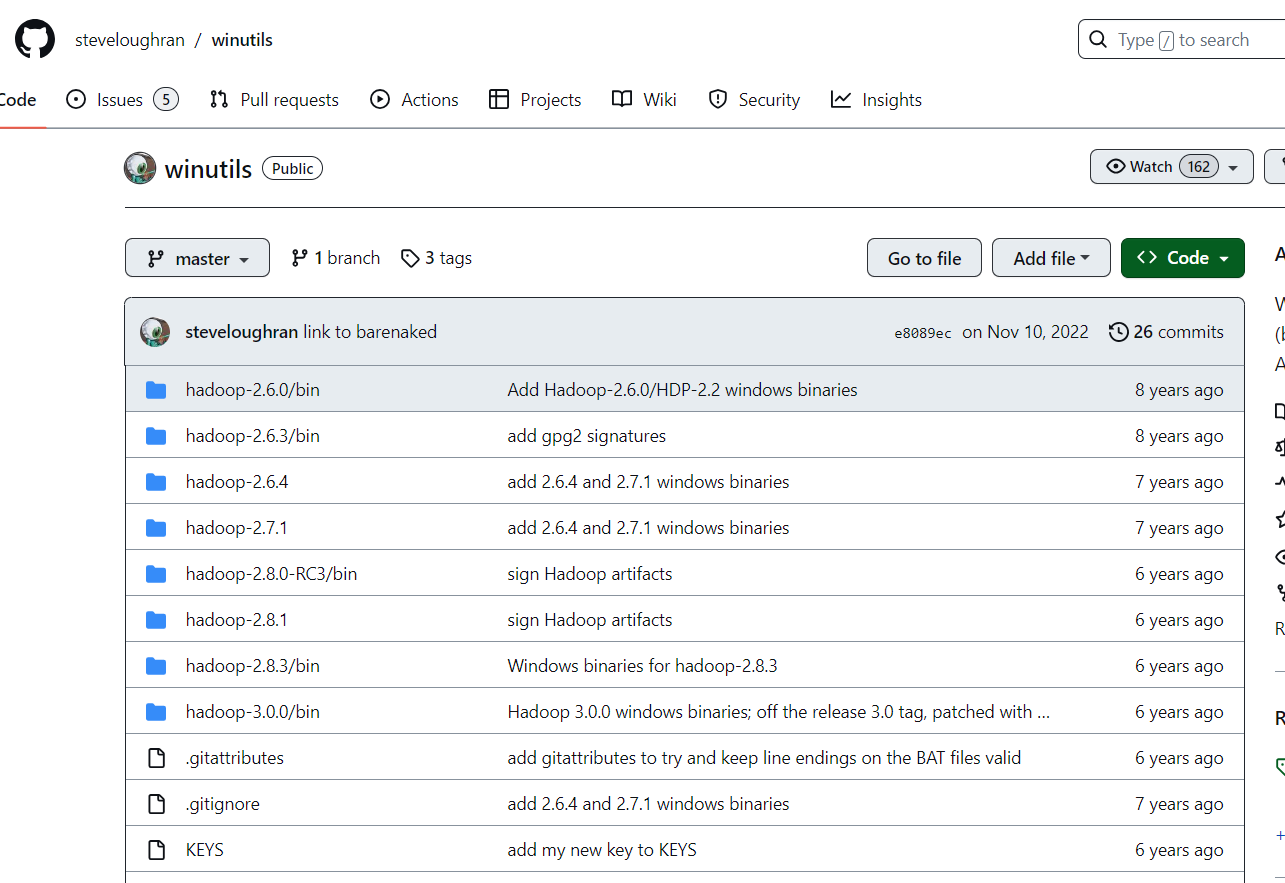 steveloughran / winutils
Type / to search
Code Issues 5 Pull requests Actions Projects Wiki Security Insights
winutils Public
Watch 162
master 1 branch 3 tags Go to file Add file Code
steveloughran link to barenaked e8089ec on Nov 10, 2022 26 commits
hadoop-2.6.0/bin Add Hadoop-2.6.0/HDP-2.2 windows binaries 8 years ago
hadoop-2.6.3/bin add gpg2 signatures 8 years ago
hadoop-2.6.4 add 2.6.4 and 2.7.1 windows binaries 7 years ago
hadoop-2.7.1 add 2.6.4 and 2.7.1 windows binaries 7 years ago
hadoop-2.8.0-RC3/bin sign Hadoop artifacts 6 years ago
hadoop-2.8.1 sign Hadoop artifacts 6 years ago
hadoop-2.8.3/bin Windows binaries for hadoop-2.8.3 6 years ago
hadoop-3.0.0/bin Hadoop 3.0.0 windows binaries; off the release 3.0 tag, patched with ... 6 years ago
.gitattributes add gitattributes to try and keep line endings on the BAT files valid 6 years ago
.gitignore add 2.6.4 and 2.7.1 windows binaries 7 years ago
KEYS add my new key to KEYS 6 years ago